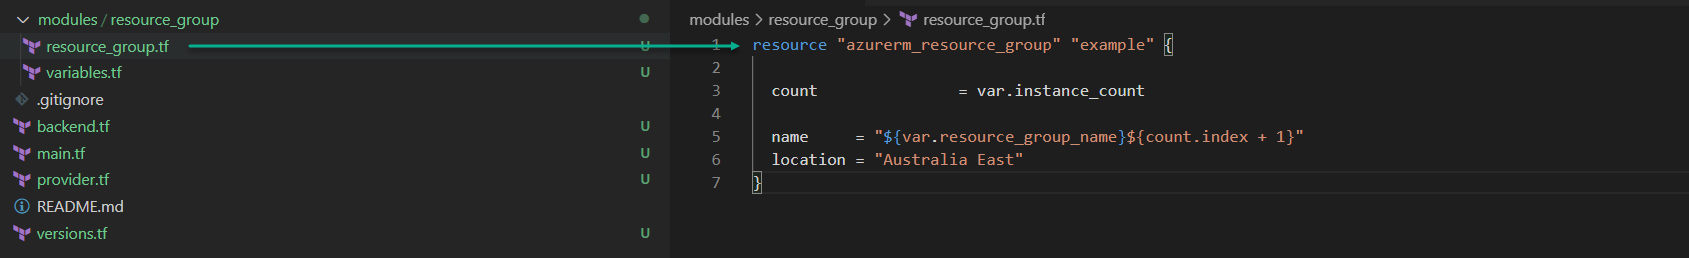 modules / resource_group
resource_group.tf U
variables.tf U
.gitignore
backend.tf U
main.tf U
provider.tf U
README.md
versions.tf U
modules > resource_group > resource_group.tf
1 resource "azurerm_resource_group" "example" {
2
3 count = var.instance_count
4
5 name = "${var.resource_group_name}${count.index + 1}"
6 location = "Australia East"
7 }